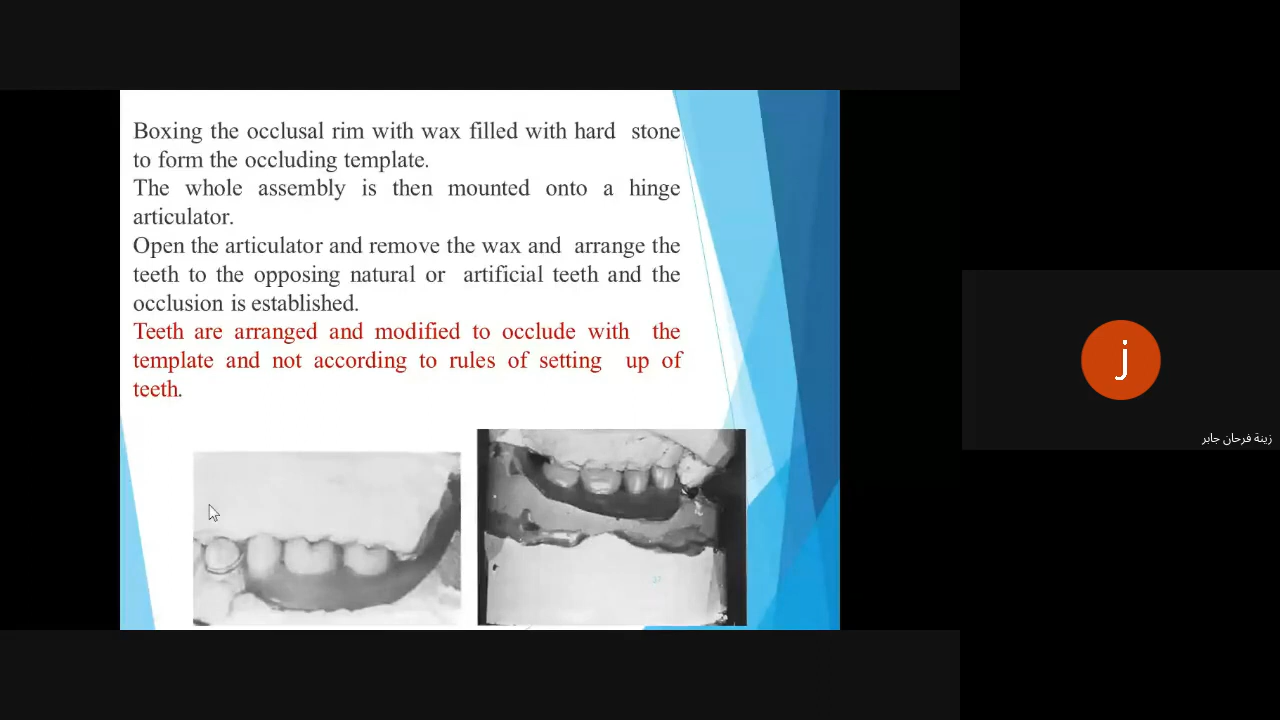 Boxing the occlusal rim with wax filled with hard stone
to form the occluding template.
The whole assembly is then mounted onto a hinge
articulator.
Open the articulator and remove the wax and arrange the
teeth to the opposing natural or artificial teeth and the
occlusion is established.
Teeth are arranged and modified to occlude with the
template and not according to rules of setting up of
teeth.
j
زينة فرحان جابر